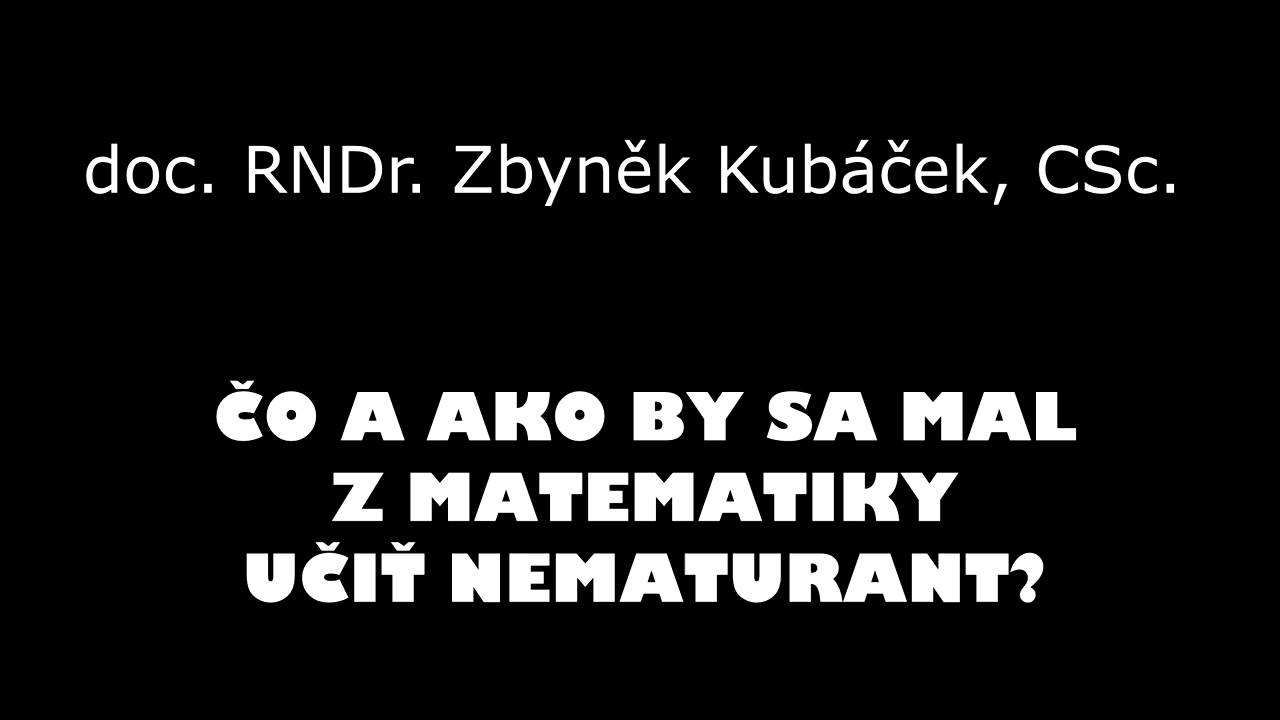 doc. RNDr. Zbyněk Kubáček, CSc.
ČO A AKO BY SA MAL
Z MATEMATIKY
UČIŤ NEMATURANT?